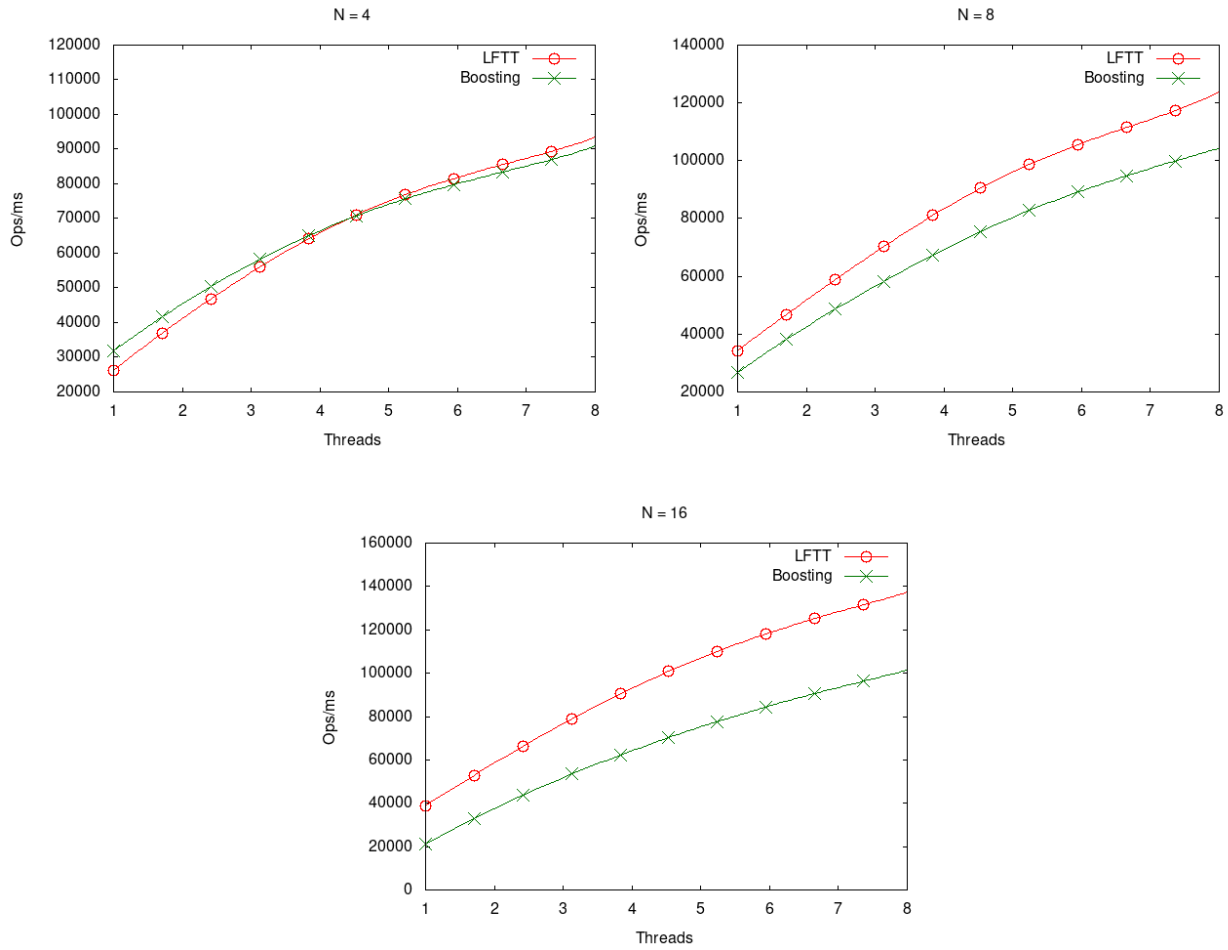 N = 4
120000
110000
100000
90000
80000
70000
60000
50000
40000
30000
20000
Ops/ms
LFTT
Boosting
1 2 3 4 5 6 7 8
Threads
N = 8
140000
120000
100000
80000
60000
40000
20000
Ops/ms
LFTT
Boosting
1 2 3 4 5 6 7 8
Threads
N = 16
160000
140000
120000
100000
80000
60000
40000
20000
0
Ops/ms
LFTT
Boosting
1 2 3 4 5 6 7 8
Threads